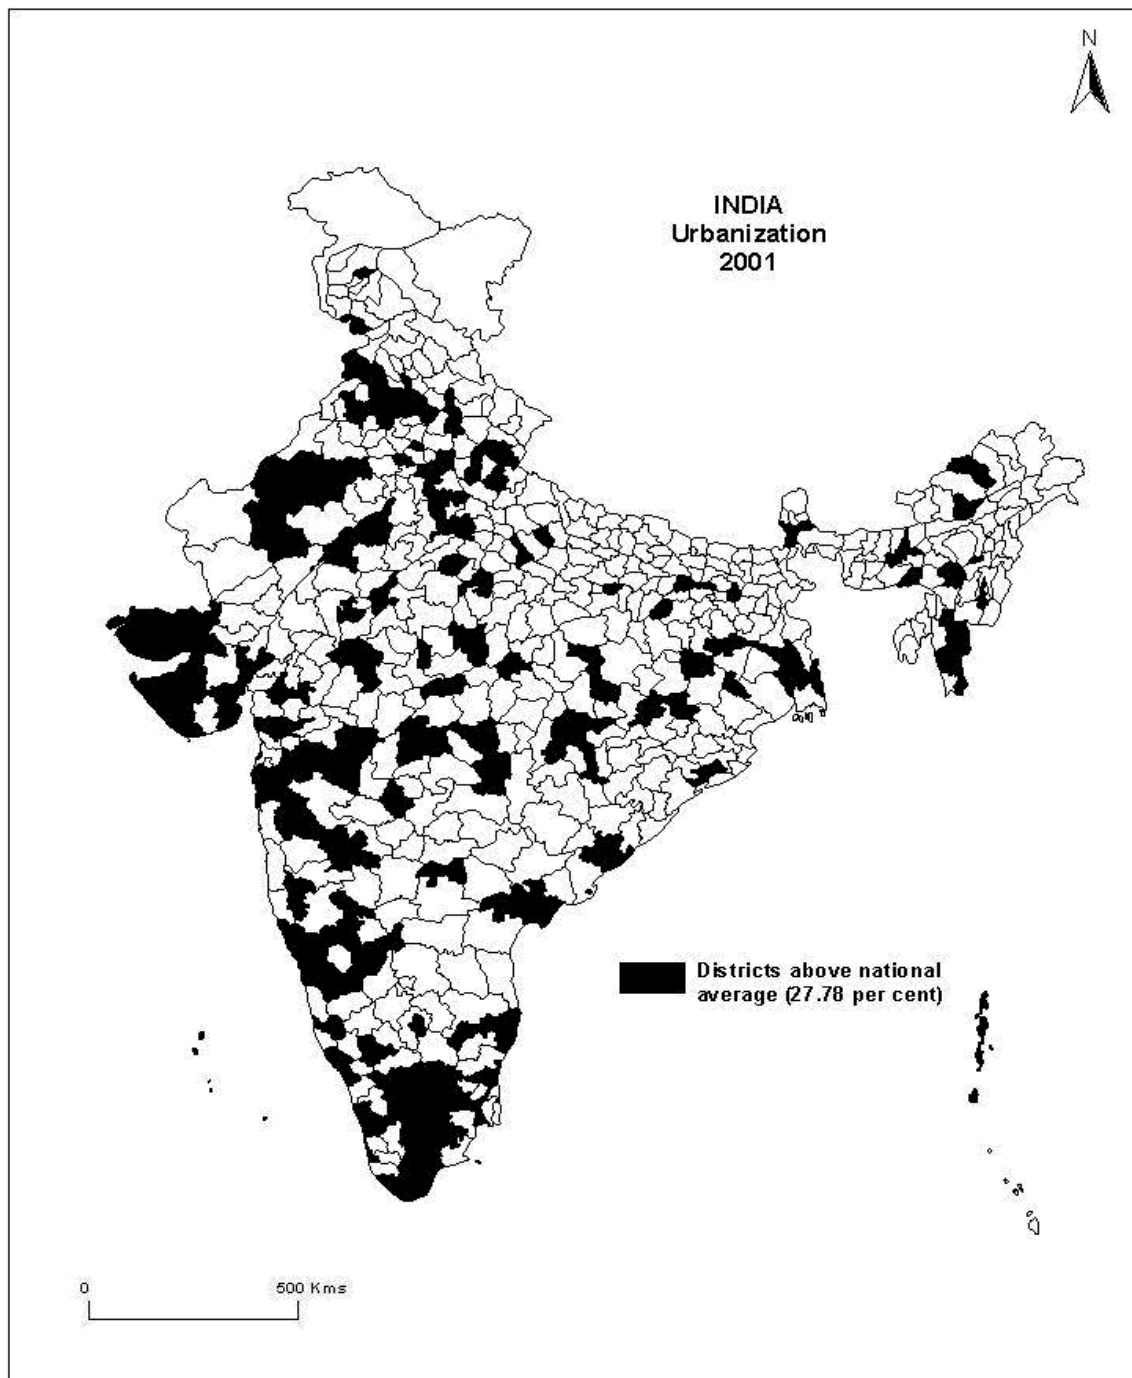 N
INDIA
Urbanization
2001
Districts above national
average (27.78 per cent)
0 500 Kms